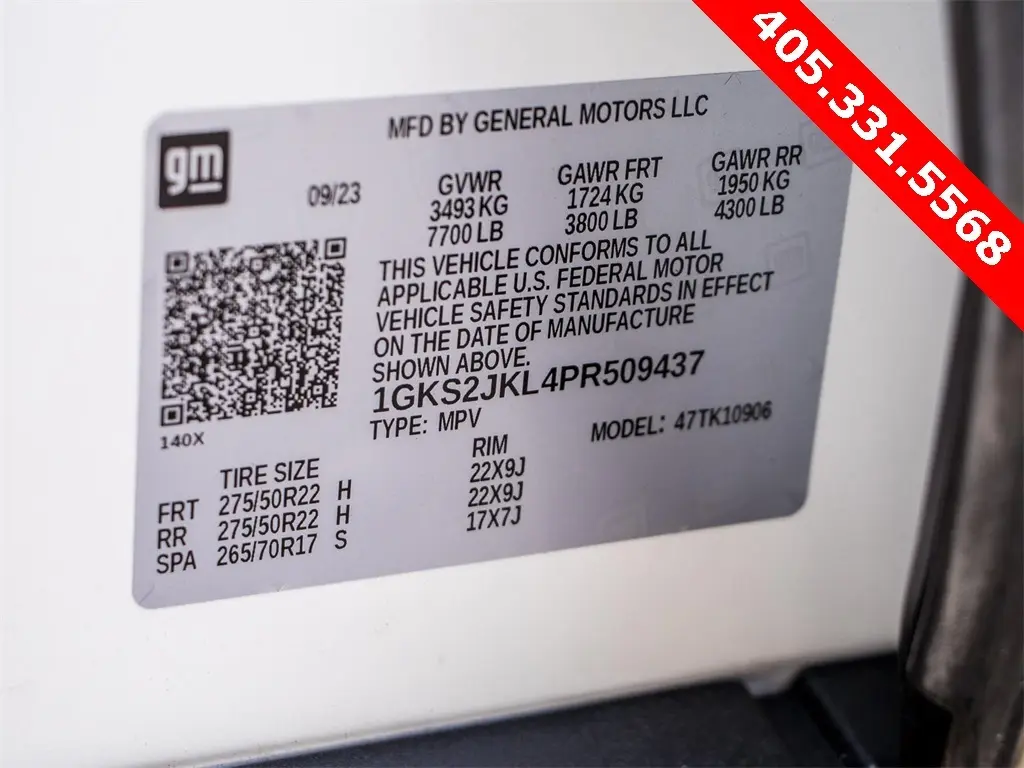 405.331.5568
MFD BY GENERAL MOTORS LLC
gm
09/23
GVWR
3493 KG
7700 LB
GAWR FRT
1724 KG
3800 LB
GAWR RR
1950 KG
4300 LB
THIS VEHICLE CONFORMS TO ALL
APPLICABLE U.S. FEDERAL MOTOR
VEHICLE SAFETY STANDARDS IN EFFECT
ON THE DATE OF MANUFACTURE
SHOWN ABOVE.
1GKS2JKL4PR509437
TYPE: MPV
MODEL: 47TK10906
140X
TIRE SIZE RIM
FRT 275/50R22 H 22X9J
RR 275/50R22 H 22X9J
SPA 265/70R17 S 17X7J